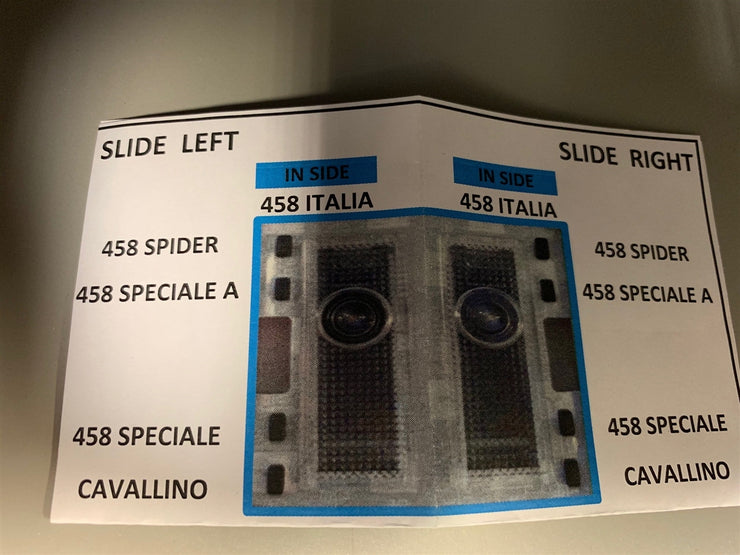 SLIDE LEFT
SLIDE RIGHT
IN SIDE
IN SIDE
458 ITALIA
458 ITALIA
458 SPIDER
458 SPIDER
458 SPECIALE A
458 SPECIALE A
458 SPECIALE
458 SPECIALE
CAVALLINO
CAVALLINO